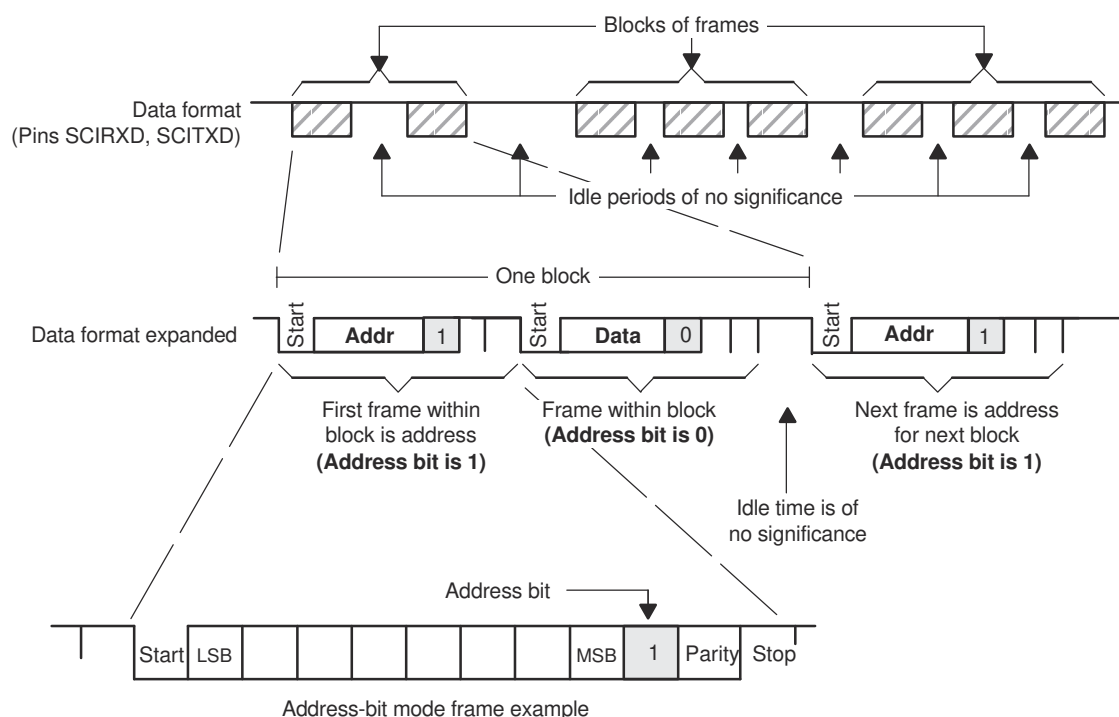 Blocks of frames
Data format
(Pins SCIRXD, SCITXD)
Idle periods of no significance
One block
Data format expanded
Start
Addr
1
Start
Data
0
Start
Addr
1
First frame within
block is address
(Address bit is 1)
Frame within block
(Address bit is 0)
Next frame is address
for next block
(Address bit is 1)
Idle time is of
no significance
Address bit
Start
LSB
MSB
1
Parity
Stop
Address-bit mode frame example